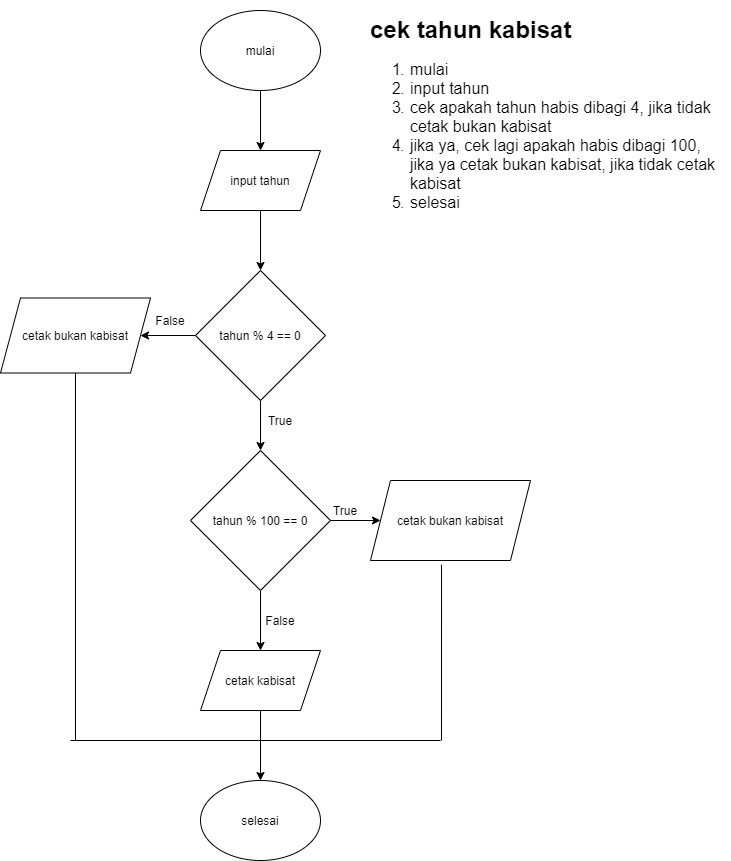 cek tahun kabisat
1. mulai
2. input tahun
3. cek apakah tahun habis dibagi 4, jika tidak
cetak bukan kabisat
4. jika ya, cek lagi apakah habis dibagi 100,
jika ya cetak bukan kabisat, jika tidak cetak
kabisat
5. selesai
mulai
input tahun
tahun % 4 == 0
False
cetak bukan kabisat
True
tahun % 100 == 0
True
cetak bukan kabisat
False
cetak kabisat
selesai